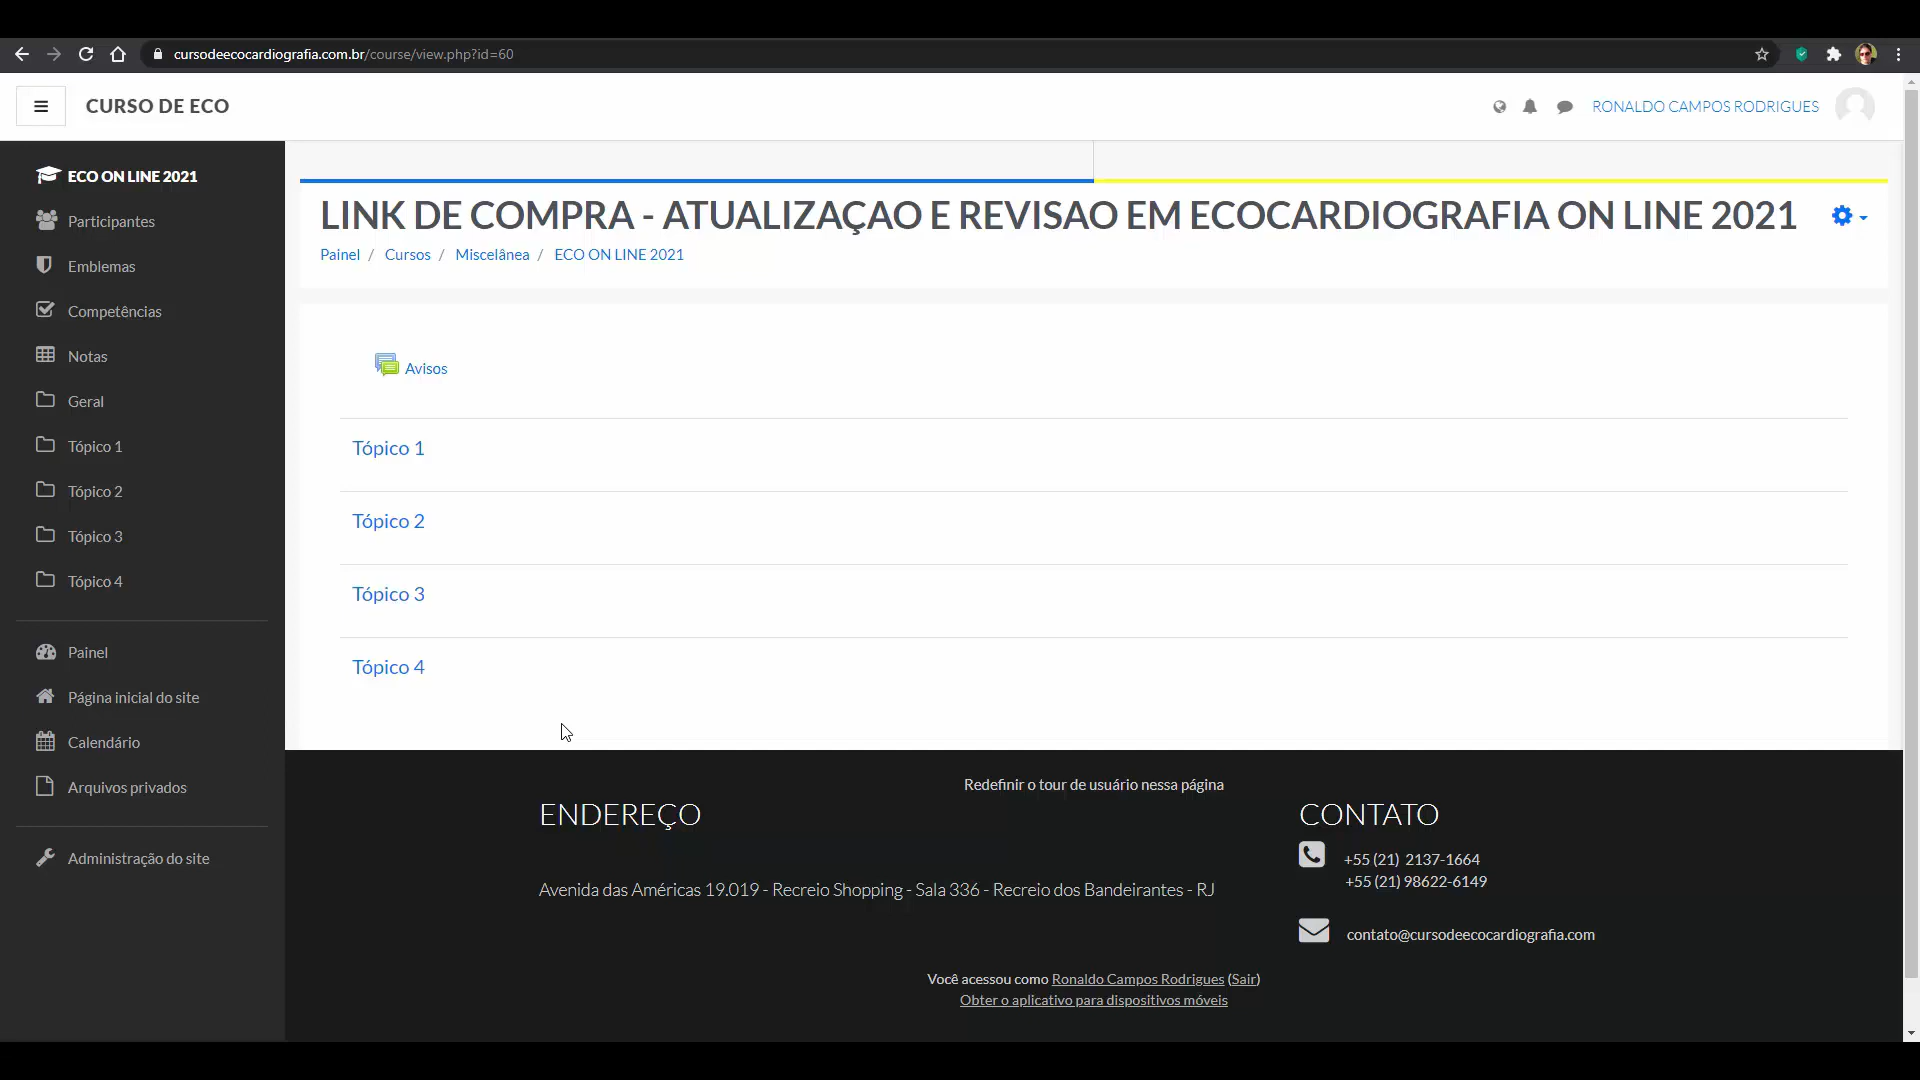 cursodeecocardiografia.com.br/course/view.php?id=60
CURSO DE ECO
RONALDO CAMPOS RODRIGUES
ECO ON LINE 2021
Participantes
Emblemas
Competências
Notas
Geral
Tópico 1
Tópico 2
Tópico 3
Tópico 4
Painel
Página inicial do site
Calendário
Arquivos privados
Administração do site
LINK DE COMPRA - ATUALIZAÇAO E REVISAO EM ECOCARDIOGRAFIA ON LINE 2021
Painel / Cursos / Miscelânea / ECO ON LINE 2021
Avisos
Tópico 1
Tópico 2
Tópico 3
Tópico 4
Redefinir o tour de usuário nessa página
ENDEREÇO
Avenida das Américas 19.019 - Recreio Shopping - Sala 336 - Recreio dos Bandeirantes - RJ
CONTATO
+55 (21) 2137-1664
+55 (21) 98622-6149
contato@cursodeecocardiografia.com
Você acessou como Ronaldo Campos Rodrigues (Sair)
Obter o aplicativo para dispositivos móveis